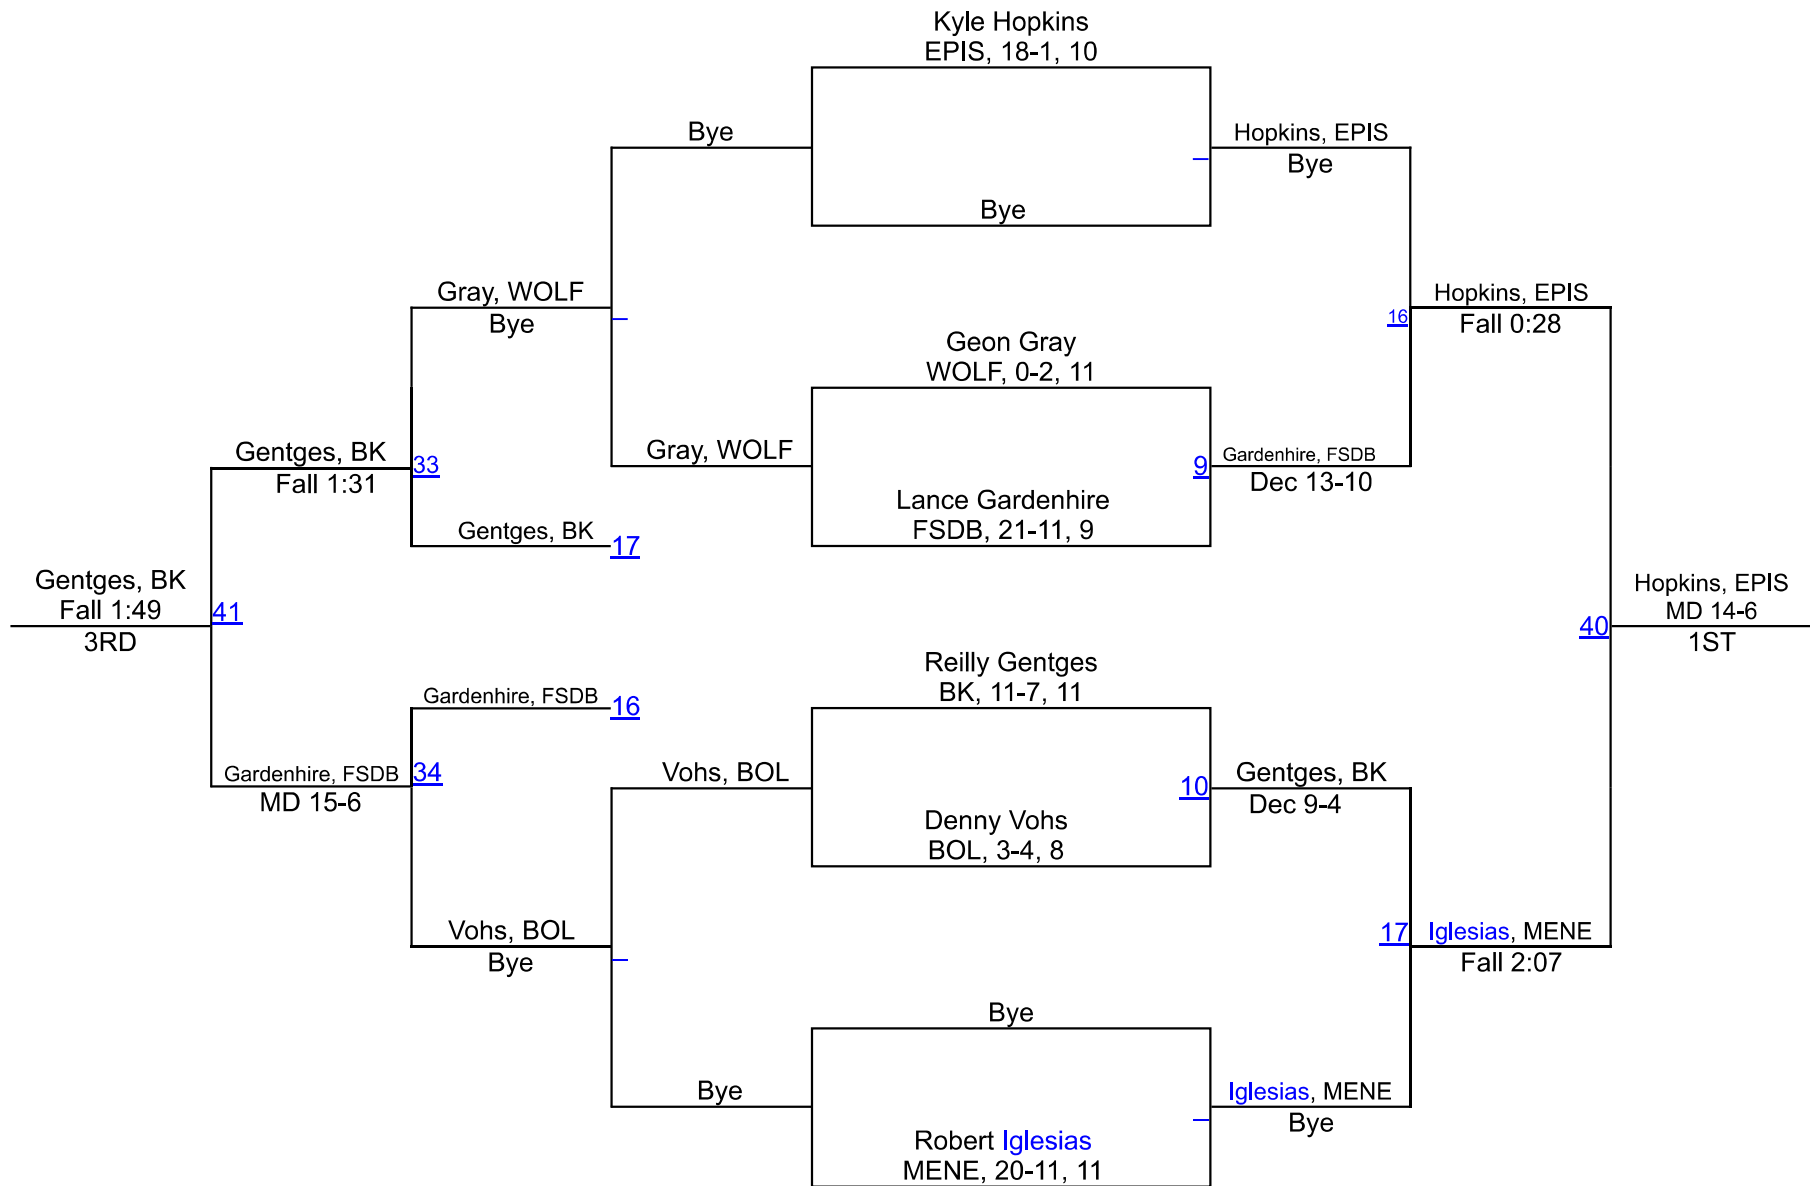 Kyle Hopkins
EPIS, 18-1, 10
Bye
Hopkins, EPIS
Bye
Bye
Gray, WOLF
Bye
Hopkins, EPIS
Fall 0:28
16
Geon Gray
WOLF, 0-2, 11
Gentges, BK
Fall 1:31
33
Gray, WOLF
9
Gardenhire, FSDB
Dec 13-10
Lance Gardenhire
FSDB, 21-11, 9
Gentges, BK
17
Gentges, BK
Fall 1:49
3RD
41
40
Hopkins, EPIS
MD 14-6
1ST
Reilly Gentges
BK, 11-7, 11
Gardenhire, FSDB
16
Gardenhire, FSDB
MD 15-6
34
Vohs, BOL
10
Gentges, BK
Dec 9-4
Denny Vohs
BOL, 3-4, 8
Vohs, BOL
Bye
17
Iglesias, MENE
Fall 2:07
Bye
Bye
Iglesias, MENE
Bye
Robert Iglesias
MENE, 20-11, 11